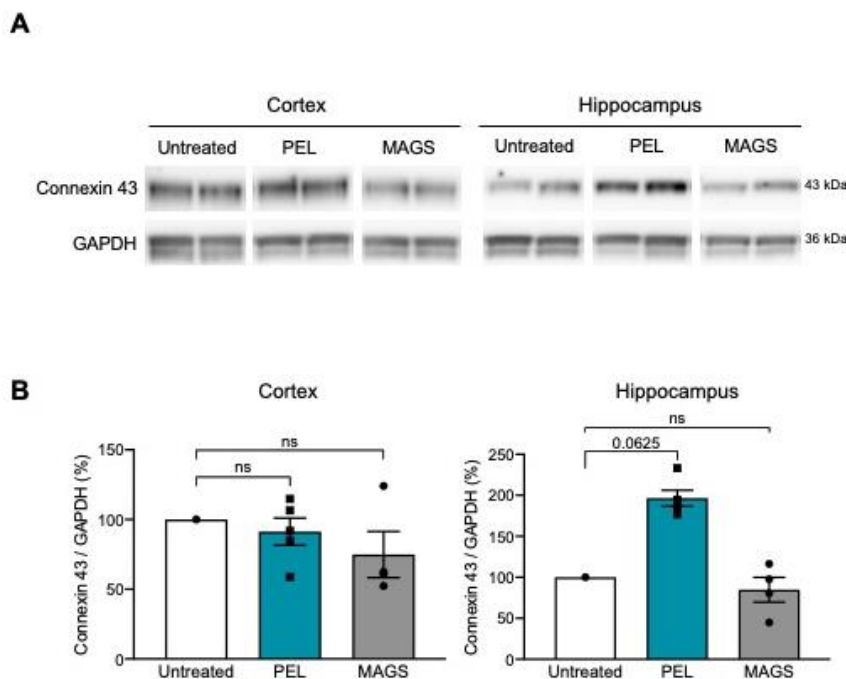 A
Cortex Hippocampus
Untreated PEL MAGS Untreated PEL MAGS
Connexin 43 43 kDa
GAPDH 36 kDa
B
Cortex
Connexin 43 / GAPDH (%)
150
100
50
0
ns
ns
Untreated PEL MAGS
Hippocampus
Connexin 43 / GAPDH (%)
250
200
150
100
50
0
ns
0.0625
Untreated PEL MAGS